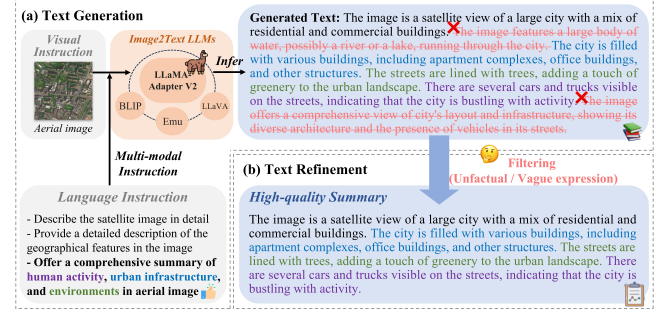 (a) Text Generation
Visual
Instruction
Aerial image
Image2Text LLMs
LLaMA-
Adapter V2
BLIP
Emu
LLaVA
Infer
Multi-modal
Instruction
Language Instruction
- Describe the satellite image in detail
- Provide a detailed description of the
geographical features in the image
- Offer a comprehensive summary of
human activity, urban infrastructure,
and environments in aerial image
Generated Text: The image is a satellite view of a large city with a mix of
residential and commercial buildings. The image features a large body of
water, possibly a river or a lake, running through the city. The city is filled
with various buildings, including apartment complexes, office buildings,
and other structures. The streets are lined with trees, adding a touch of
greenery to the urban landscape. There are several cars and trucks visible
on the streets, indicating that the city is bustling with activity. The image
offers a comprehensive view of city's layout and infrastructure, showing its
diverse architecture and the presence of vehicles in its streets.
Filtering
(Unfactual / Vague expression)
(b) Text Refinement
High-quality Summary
The image is a satellite view of a large city with a mix of residential and
commercial buildings. The city is filled with various buildings, including
apartment complexes, office buildings, and other structures. The streets are
lined with trees, adding a touch of greenery to the urban landscape. There
are several cars and trucks visible on the streets, indicating that the city is
bustling with activity.